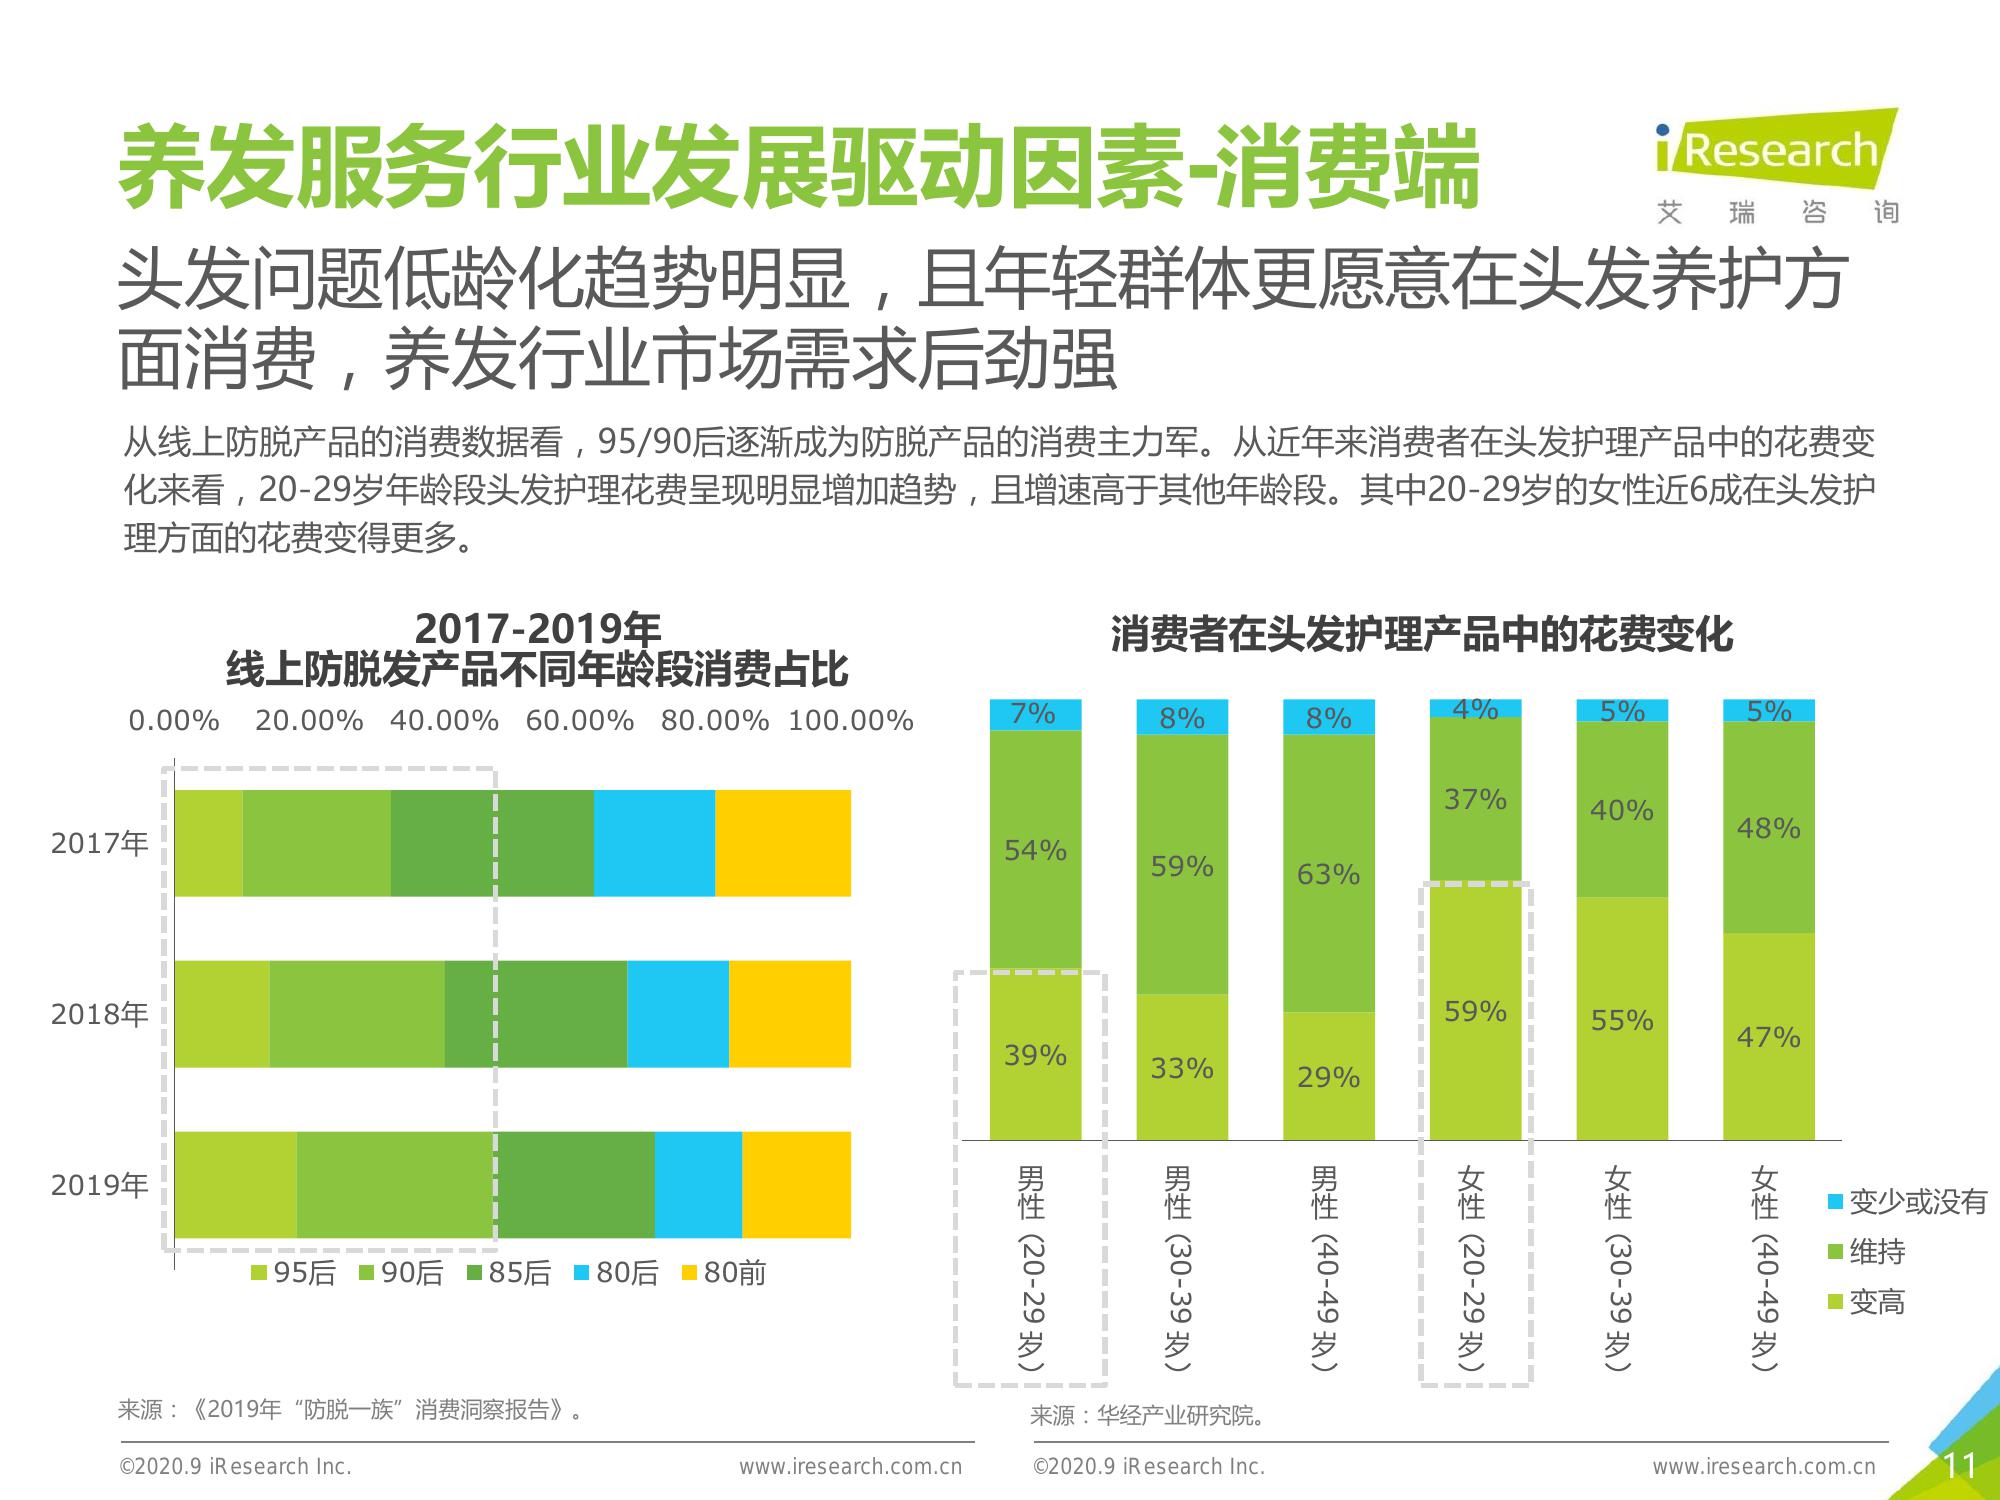 养发服务行业发展驱动因素-消费端
iResearch
艾瑞咨询
头发问题低龄化趋势明显，且年轻群体更愿意在头发养护方
面消费，养发行业市场需求后劲强
从线上防脱产品的消费数据看，95/90后逐渐成为防脱产品的消费主力军。从近年来消费者在头发护理产品中的花费变
化来看，20-29岁年龄段头发护理花费呈现明显增加趋势，且增速高于其他年龄段。其中20-29岁的女性近6成在头发护
理方面的花费变得更多。
2017-2019年
线上防脱发产品不同年龄段消费占比
0.00% 20.00% 40.00% 60.00% 80.00% 100.00%
2017年
2018年
2019年
95后 90后 85后 80后 80前
来源：《2019年“防脱一族”消费洞察报告》。
消费者在头发护理产品中的花费变化
7% 8% 8% 4% 5% 5%
54% 59% 63% 37% 40% 48%
39% 33% 29% 59% 55% 47%
男性（20-29岁）
男性（30-39岁）
男性（40-49岁）
女性（20-29岁）
女性（30-39岁）
女性（40-49岁）
变少或没有
维持
变高
来源：华经产业研究院。
©2020.9 iResearch Inc. www.iresearch.com.cn
©2020.9 iResearch Inc. www.iresearch.com.cn
11